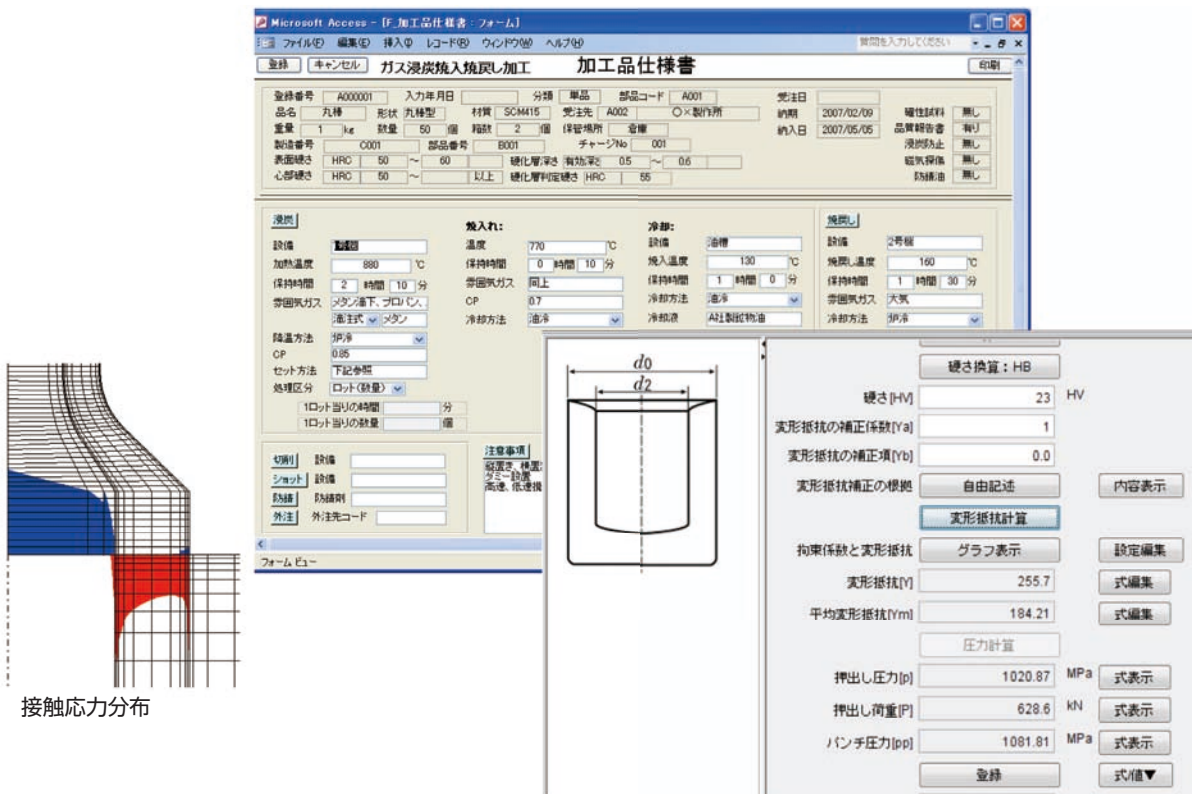 Microsoft Access - [F_加工品仕様書 : フォーム]
ファイル(F) 編集(E) 挿入(I) レコード(R) ウィンドウ(W) ヘルプ(H) 質問を入力してください
登録 キャンセル ガス浸炭焼入焼戻し加工 加工品仕様書 印刷
登録番号 A000001 入力年月日 分類 単品 部品コード A001 受注日
品名 丸棒 形状 丸棒型 材質 SCM415 受注先 A002 ○×製作所 納期 2007/02/09 磁性試料 無し
重量 1 kg 数量 50 個 箱数 2 個 保管場所 倉庫 納入日 2007/05/05 品質報告書 有り
製造番号 C001 部品番号 B001 チャージNo 001 浸炭防止 無し
表面硬さ HRC 50 ～ 60 硬化層深さ 有効深さ 0.5 ～ 0.6 磁気探傷 無し
心部硬さ HRC 50 ～ 以上 硬化層判定硬さ HRC 55 防錆油 無し
浸炭 焼入れ: 冷却: 焼戻し
設備 温度 770 ℃ 設備 油槽 設備 2号機
加熱温度 880 ℃ 保持時間 0 時間 10 分 焼入温度 130 ℃ 焼戻し温度 160 ℃
保持時間 2 時間 10 分 雰囲気ガス 同上 保持時間 1 時間 0 分 保持時間 1 時間 30 分
雰囲気ガス メタン滴下、プロパン、 CP 0.7 冷却方法 油冷 雰囲気ガス 大気
滴注式 メタン 冷却方法 油冷 冷却液 A社製鉱物油 冷却方法 炉冷
降温方法 炉冷
CP 0.85
セット方法 下記参照
処理区分 ロット(数量)
1ロット当りの時間 分
1ロット当りの数量 個
切削 設備
ショット 設備
防錆 防錆剤
外注 外注先コード
注意事項
ダミー設置
フォーム ビュー
d0
d2
硬さ換算：HB
硬さ[HV] 23 HV
変形抵抗の補正係数[Ya] 1
変形抵抗の補正項[Yb] 0.0
変形抵抗補正の根拠 自由記述 内容表示
変形抵抗計算
拘束係数と変形抵抗 グラフ表示 設定編集
変形抵抗[Y] 255.7 式編集
平均変形抵抗[Ym] 184.21 式編集
圧力計算
押出し圧力[p] 1020.87 MPa 式表示
押出し荷重[P] 628.6 kN 式表示
パンチ圧力[pp] 1081.81 MPa 式表示
登録 式/値▼
接触応力分布